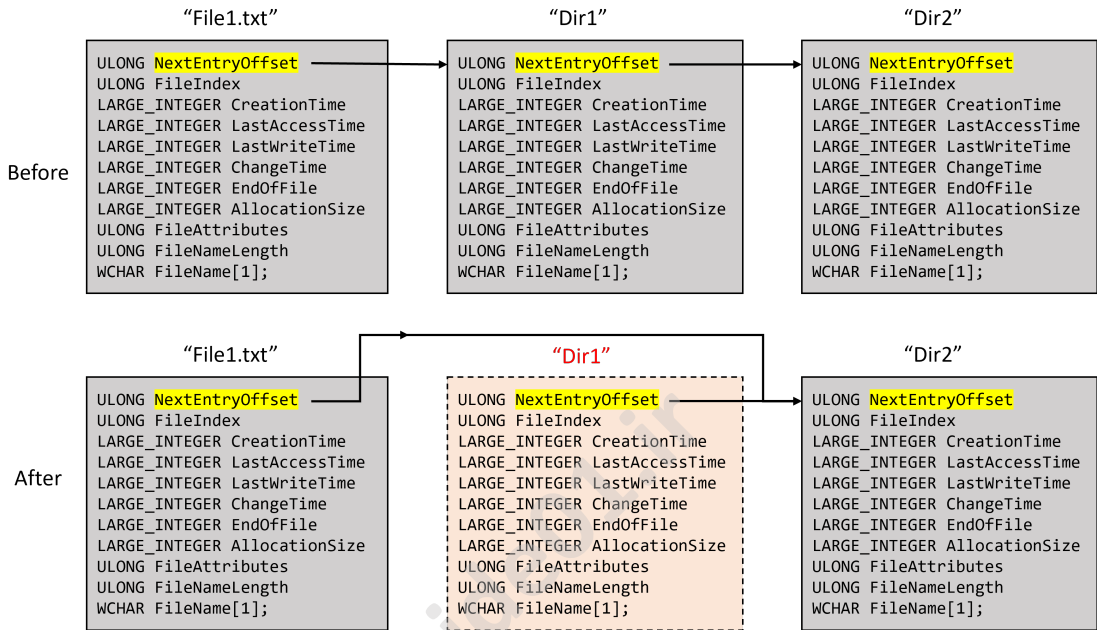 “File1.txt”
“Dir1”
“Dir2”
Before
ULONG NextEntryOffset
ULONG FileIndex
LARGE_INTEGER CreationTime
LARGE_INTEGER LastAccessTime
LARGE_INTEGER LastWriteTime
LARGE_INTEGER ChangeTime
LARGE_INTEGER EndOfFile
LARGE_INTEGER AllocationSize
ULONG FileAttributes
ULONG FileNameLength
WCHAR FileName[1];
ULONG NextEntryOffset
ULONG FileIndex
LARGE_INTEGER CreationTime
LARGE_INTEGER LastAccessTime
LARGE_INTEGER LastWriteTime
LARGE_INTEGER ChangeTime
LARGE_INTEGER EndOfFile
LARGE_INTEGER AllocationSize
ULONG FileAttributes
ULONG FileNameLength
WCHAR FileName[1];
ULONG NextEntryOffset
ULONG FileIndex
LARGE_INTEGER CreationTime
LARGE_INTEGER LastAccessTime
LARGE_INTEGER LastWriteTime
LARGE_INTEGER ChangeTime
LARGE_INTEGER EndOfFile
LARGE_INTEGER AllocationSize
ULONG FileAttributes
ULONG FileNameLength
WCHAR FileName[1];
“File1.txt”
“Dir1”
“Dir2”
After
ULONG NextEntryOffset
ULONG FileIndex
LARGE_INTEGER CreationTime
LARGE_INTEGER LastAccessTime
LARGE_INTEGER LastWriteTime
LARGE_INTEGER ChangeTime
LARGE_INTEGER EndOfFile
LARGE_INTEGER AllocationSize
ULONG FileAttributes
ULONG FileNameLength
WCHAR FileName[1];
ULONG NextEntryOffset
ULONG FileIndex
LARGE_INTEGER CreationTime
LARGE_INTEGER LastAccessTime
LARGE_INTEGER LastWriteTime
LARGE_INTEGER ChangeTime
LARGE_INTEGER EndOfFile
LARGE_INTEGER AllocationSize
ULONG FileAttributes
ULONG FileNameLength
WCHAR FileName[1];
ULONG NextEntryOffset
ULONG FileIndex
LARGE_INTEGER CreationTime
LARGE_INTEGER LastAccessTime
LARGE_INTEGER LastWriteTime
LARGE_INTEGER ChangeTime
LARGE_INTEGER EndOfFile
LARGE_INTEGER AllocationSize
ULONG FileAttributes
ULONG FileNameLength
WCHAR FileName[1];
ide01.ir